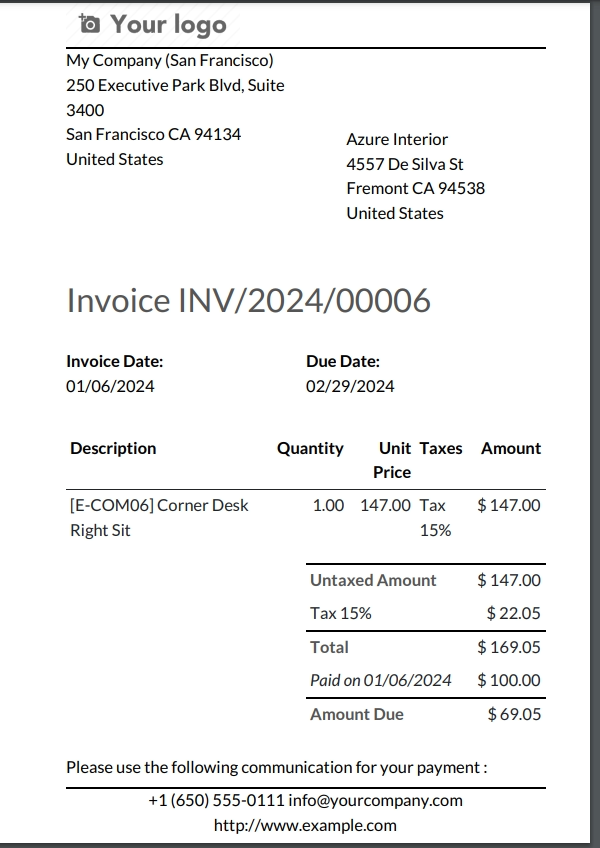 Your logo
My Company (San Francisco)
250 Executive Park Blvd, Suite
3400
San Francisco CA 94134
United States
Azure Interior
4557 De Silva St
Fremont CA 94538
United States
Invoice INV/2024/00006
Invoice Date: Due Date:
01/06/2024 02/29/2024
Description Quantity Unit Taxes Amount
Price
[E-COM06] Corner Desk 1.00 147.00 Tax $ 147.00
Right Sit 15%
Untaxed Amount $ 147.00
Tax 15% $ 22.05
Total $ 169.05
Paid on 01/06/2024 $ 100.00
Amount Due $ 69.05
Please use the following communication for your payment :
+1 (650) 555-0111 info@yourcompany.com
http://www.example.com